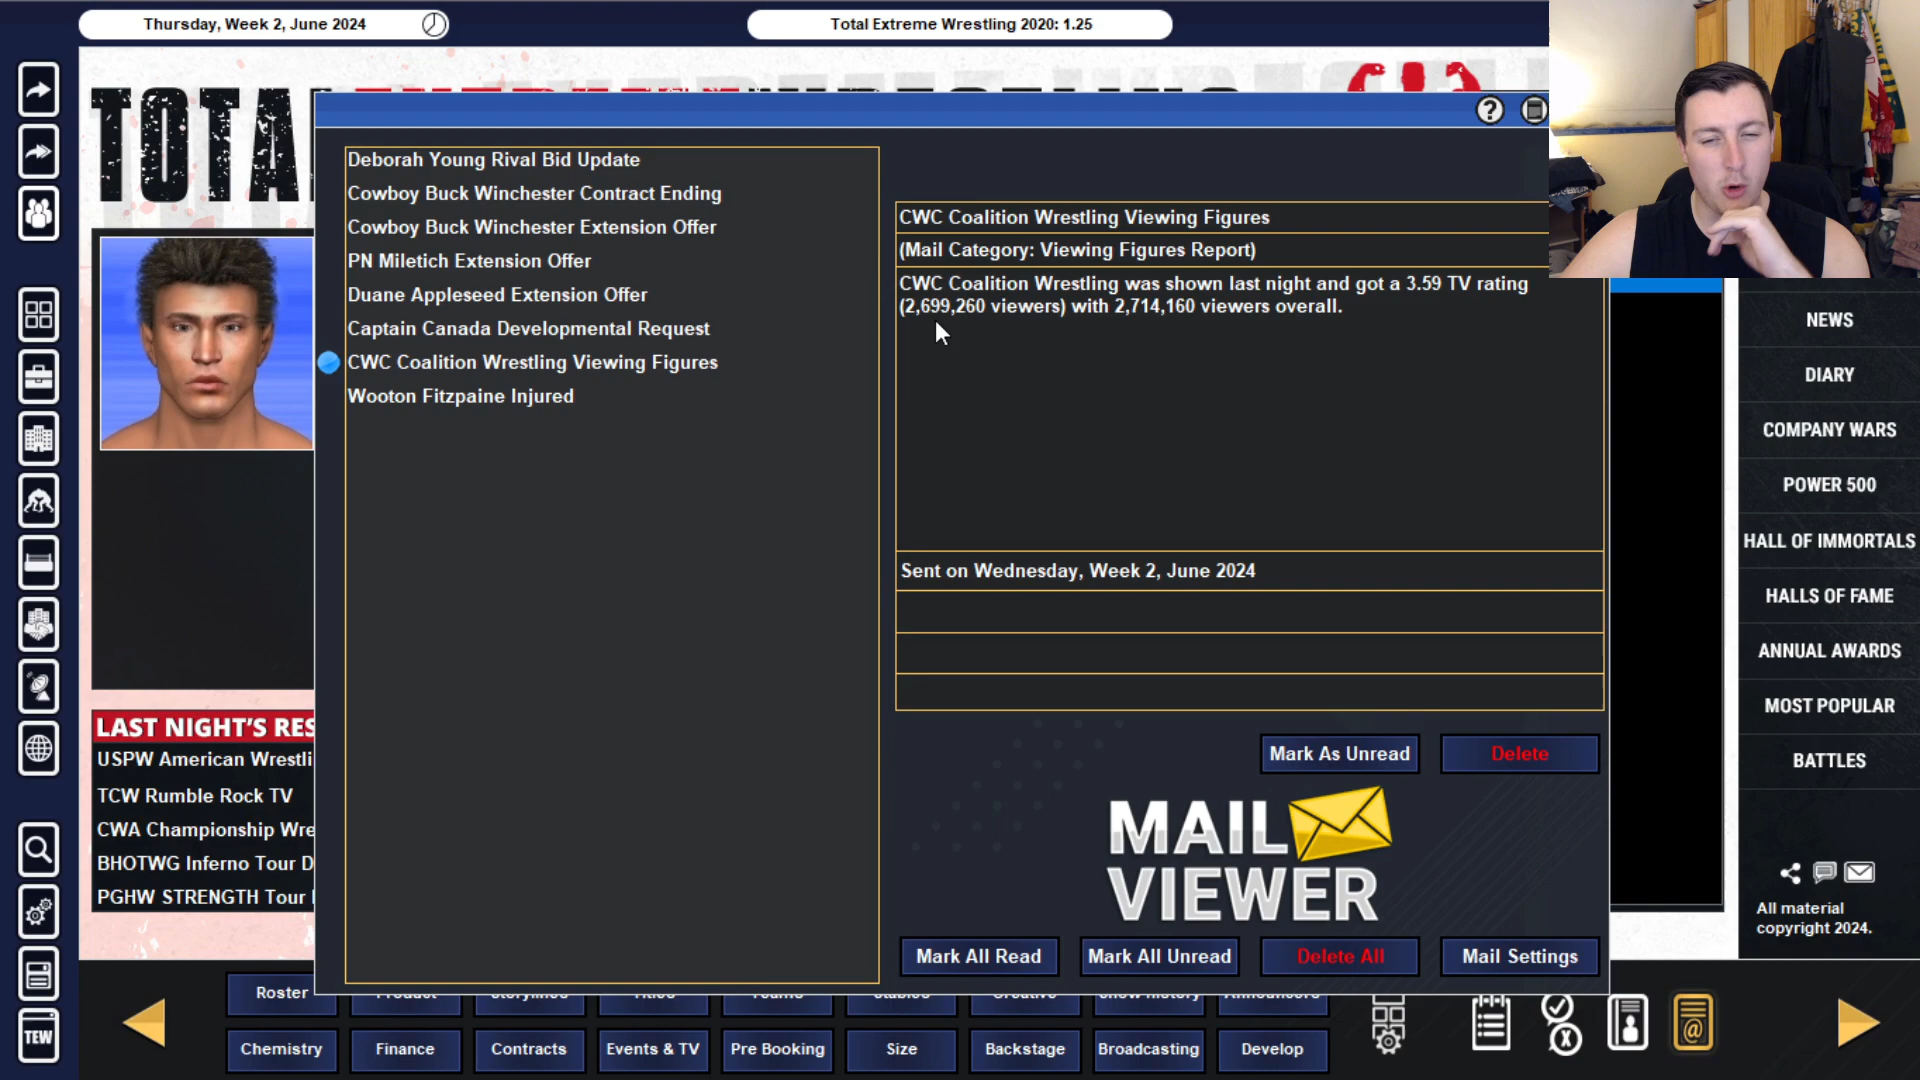 Thursday, Week 2, June 2024
Total Extreme Wrestling 2020: 1.25
Deborah Young Rival Bid Update
Cowboy Buck Winchester Contract Ending
Cowboy Buck Winchester Extension Offer
PN Miletich Extension Offer
Duane Appleseed Extension Offer
Captain Canada Developmental Request
CWC Coalition Wrestling Viewing Figures
Wooton Fitzpaine Injured
CWC Coalition Wrestling Viewing Figures
(Mail Category: Viewing Figures Report)
CWC Coalition Wrestling was shown last night and got a 3.59 TV rating
(2,699,260 viewers) with 2,714,160 viewers overall.
Sent on Wednesday, Week 2, June 2024
Mark As Unread
Delete
MAIL
VIEWER
Mark All Read
Mark All Unread
Delete All
Mail Settings
LAST NIGHT'S RES
USPW American Wrestli
TCW Rumble Rock TV
CWA Championship Wre
BHOTWG Inferno Tour D
PGHW STRENGTH Tour
NEWS
DIARY
COMPANY WARS
POWER 500
HALL OF IMMORTALS
HALLS OF FAME
ANNUAL AWARDS
MOST POPULAR
BATTLES
All material
copyright 2024.
TEW
Roster
Chemistry
Finance
Contracts
Events & TV
Pre Booking
Size
Backstage
Broadcasting
Develop